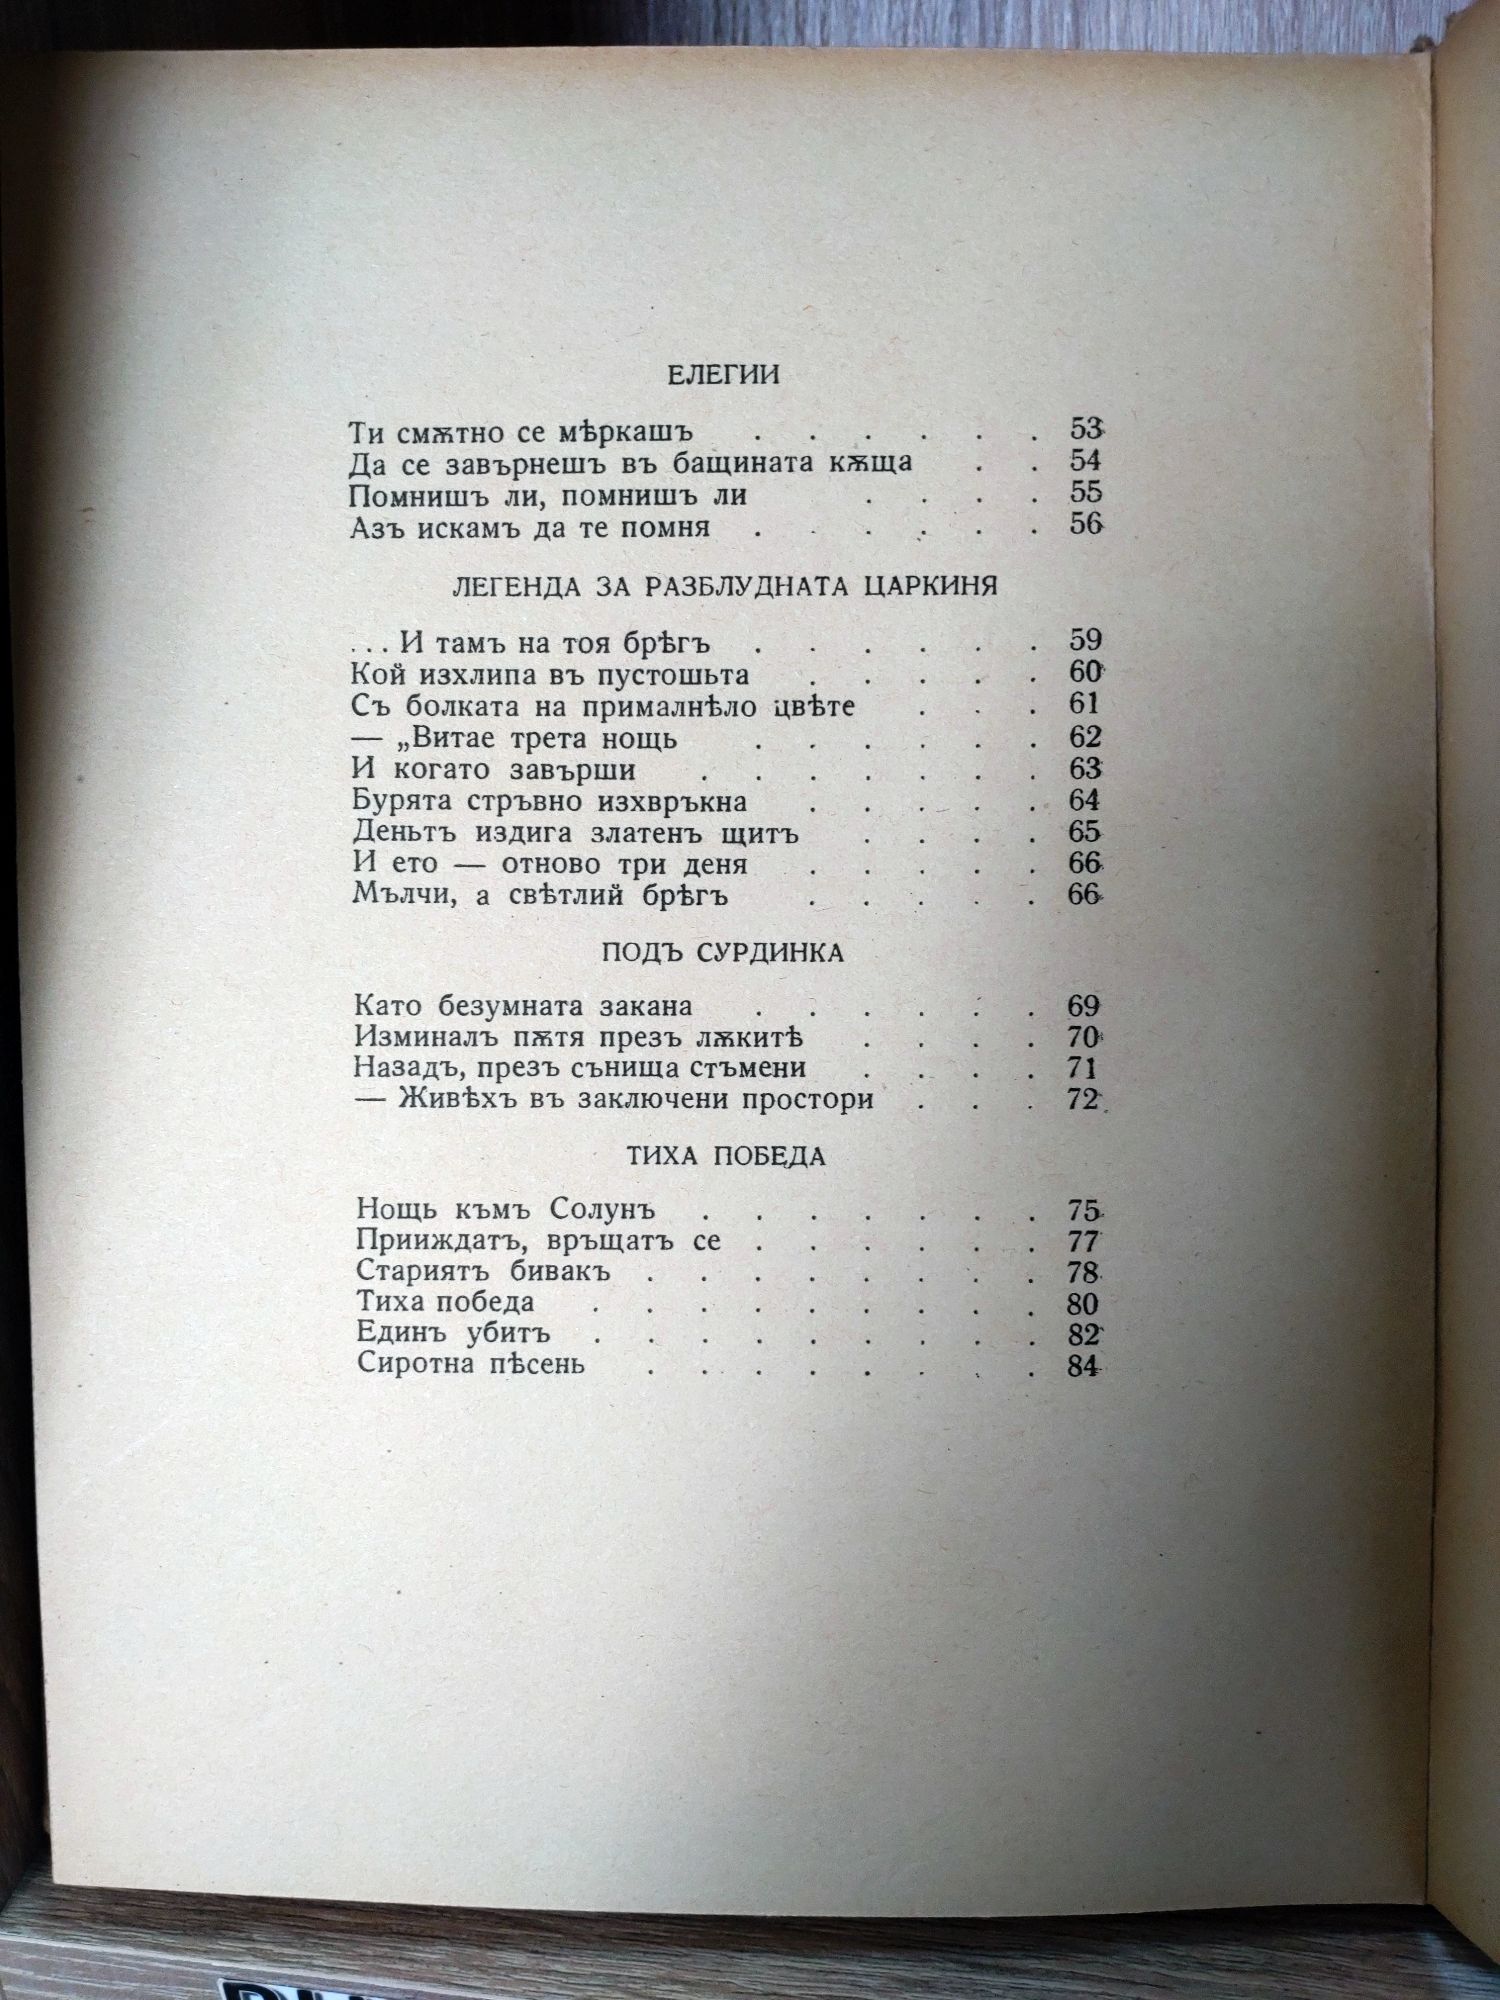 ЕЛЕГИИ
Ти смѫтно се мѣркашъ . . . . . . 53
Да се завърнешъ въ бащината кѫща . . 54
Помнишъ ли, помнишъ ли . . . . 55
Азъ искамъ да те помня . . . . . . 56
ЛЕГЕНДА ЗА РАЗБЛУДНАТА ЦАРКИНЯ
... И тамъ на тоя брѣгъ . . . . . . 59
Кой изхлипа въ пустошьта . . . . . 60
Съ болката на прималнѣло цвѣте . . . 61
— „Витае трета нощь . . . . . . 62
И когато завърши . . . . . . . 63
Бурята стръвно изхвръкна . . . . . 64
Деньтъ издига златенъ щитъ . . . . 65
И ето — отново три деня . . . . . 66
Мълчи, а свѣтлий брѣгъ . . . . . 66
ПОДЪ СУРДИНКА
Като безумната закана . . . . . . 69
Изминалъ пѫтя презъ лѫкитѣ . . . . 70
Назадъ, презъ сънища стъмени . . . . 71
— Живѣхъ въ заключени простори . . . 72
ТИХА ПОБЕДА
Нощь къмъ Солунъ . . . . . . . 75
Прииждатъ, връщатъ се . . . . . . 77
Стариятъ бивакъ . . . . . . . . 78
Тиха победа . . . . . . . . . 80
Единъ убитъ . . . . . . . . . 82
Сиротна пѣсень . . . . . . . . 84